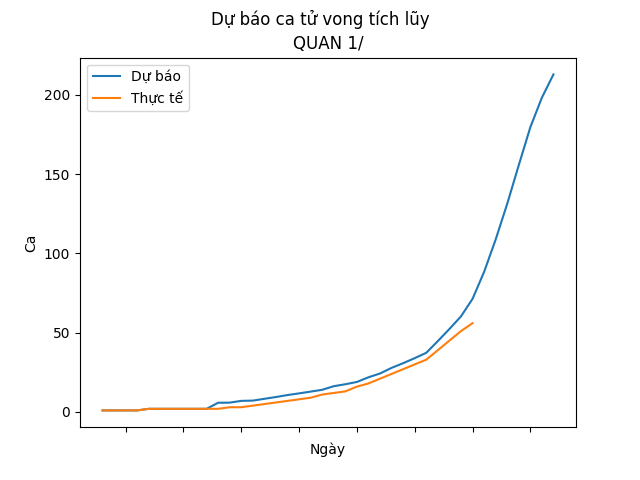 Dự báo ca tử vong tích lũy
QUAN 1/
Dự báo
Thực tế
200
150
100
50
0
Ca
Ngày